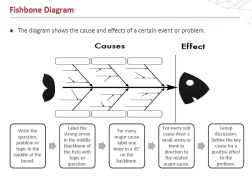 Fishbone Diagram
The diagram shows the cause and effects of a certain event or problem.
Causes
Effect
Write the
question,
problem or
topic in the
middle of the
board.
Label the
strong arrow
in the middle
(backbone of
the fish) with
topic or
question.
For every
major cause
label one
bone in a 45°
on the
backbone.
For every sub
cause draw a
small arrow or
bone in
direction to
the related
major cause.
Group
discussion:
Define the key
cause for a
positive effect
to the
problem.